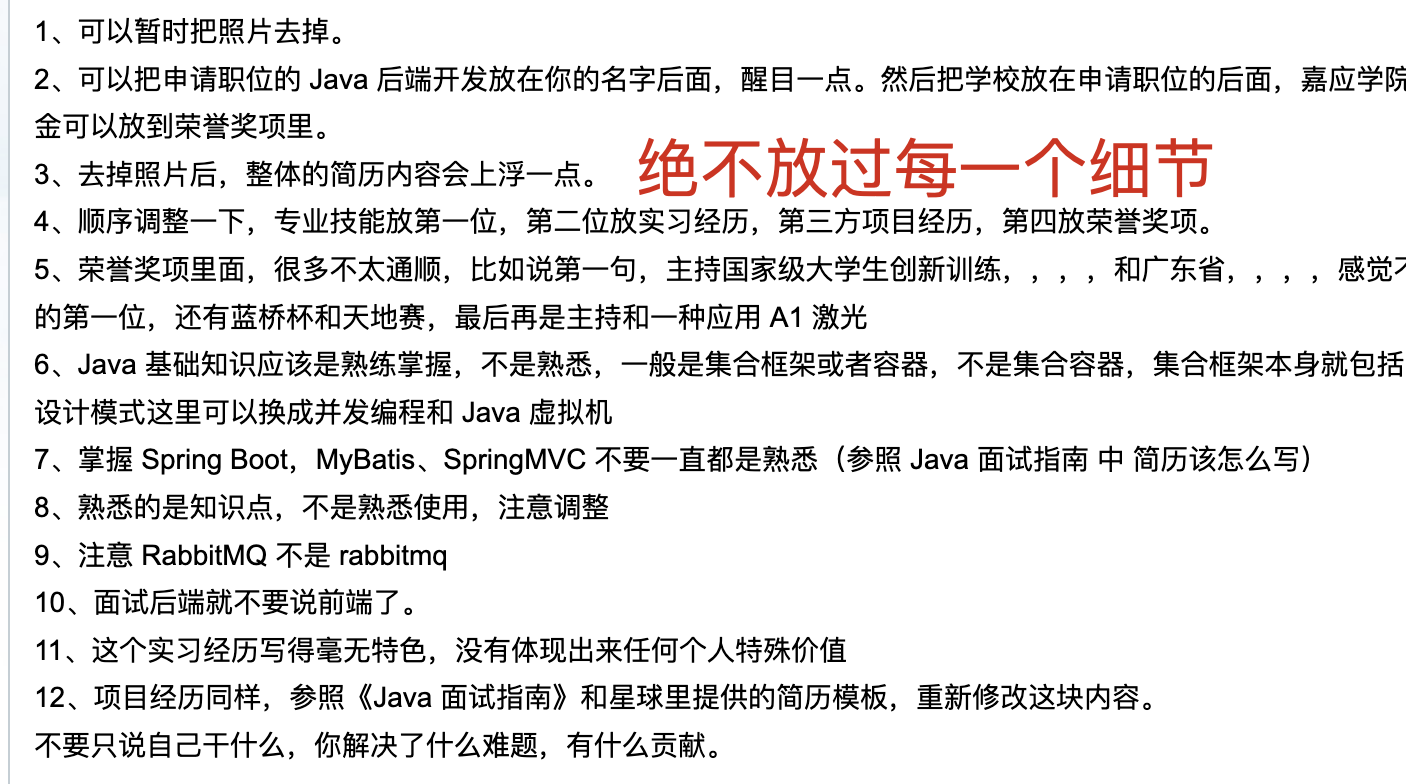 1、可以暂时把照片去掉。
2、可以把申请职位的 Java 后端开发放在你的名字后面，醒目一点。然后把学校放在申请职位的后面，嘉应学院
金可以放到荣誉奖项里。
绝不放过每一个细节
3、去掉照片后，整体的简历内容会上浮一点。
4、顺序调整一下，专业技能放第一位，第二位放实习经历，第三方项目经历，第四放荣誉奖项。
5、荣誉奖项里面，很多不太通顺，比如说第一句，主持国家级大学生创新训练，，，，和广东省，，，，感觉
的第一位，还有蓝桥杯和天地赛，最后再是主持和一种应用 A1 激光
6、Java 基础知识应该是熟练掌握，不是熟悉，一般是集合框架或者容器，不是集合容器，集合框架本身就包括
设计模式这里可以换成并发编程和 Java 虚拟机
7、掌握 Spring Boot，MyBatis、SpringMVC 不要一直都是熟悉（参照 Java 面试指南 中 简历该怎么写）
8、熟悉的是知识点，不是熟悉使用，注意调整
9、注意 RabbitMQ 不是 rabbitmq
10、面试后端就不要说前端了。
11、这个实习经历写得毫无特色，没有体现出来任何个人特殊价值
12、项目经历同样，参照《Java 面试指南》和星球里提供的简历模板，重新修改这块内容。
不要只说自己干什么，你解决了什么难题，有什么贡献。